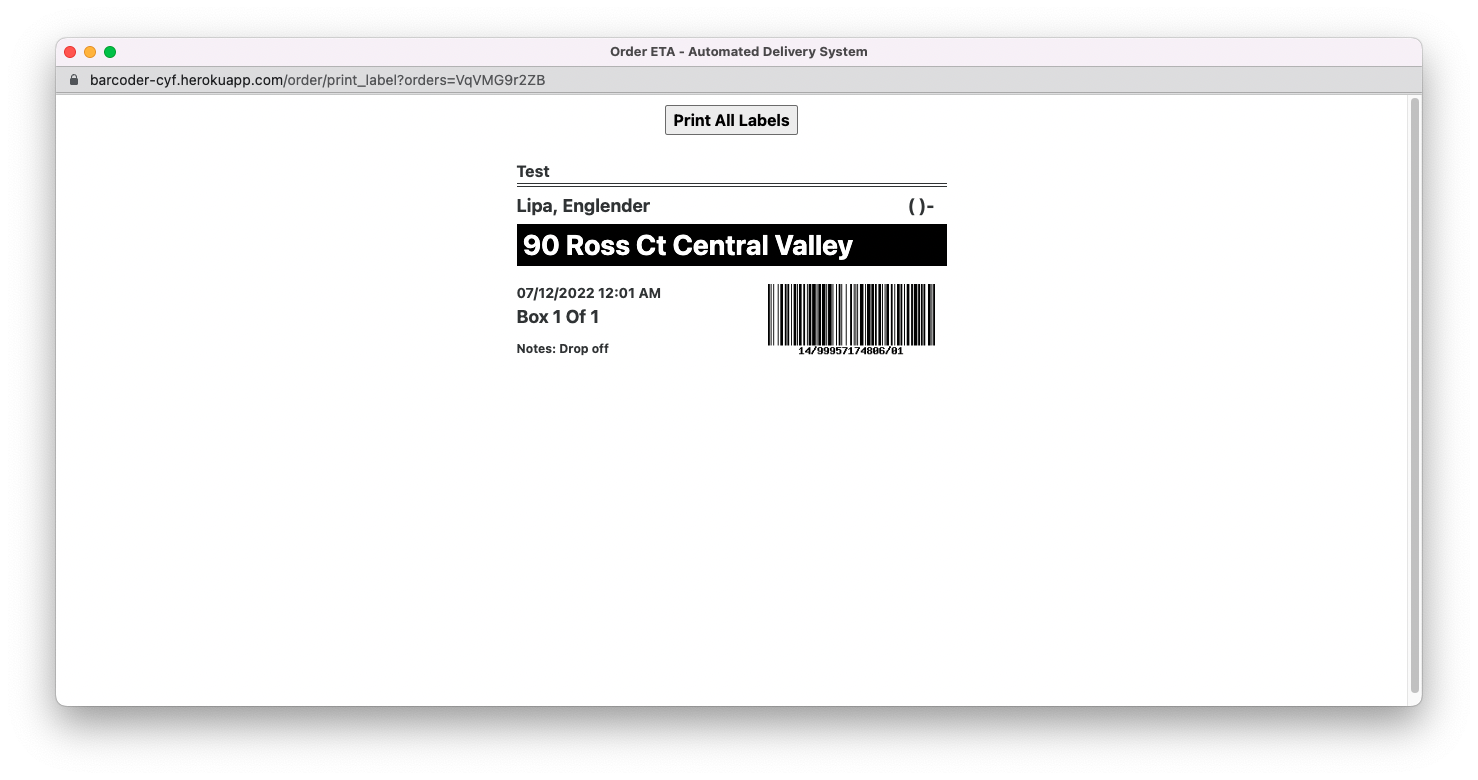 Order ETA - Automated Delivery System
barcoder-cyf.herokuapp.com/order/print_label?orders=VqVMG9r2ZB
Print All Labels
Test
Lipa, Englender ( )-
90 Ross Ct Central Valley
07/12/2022 12:01 AM
Box 1 Of 1
Notes: Drop off
14/99957174806/01